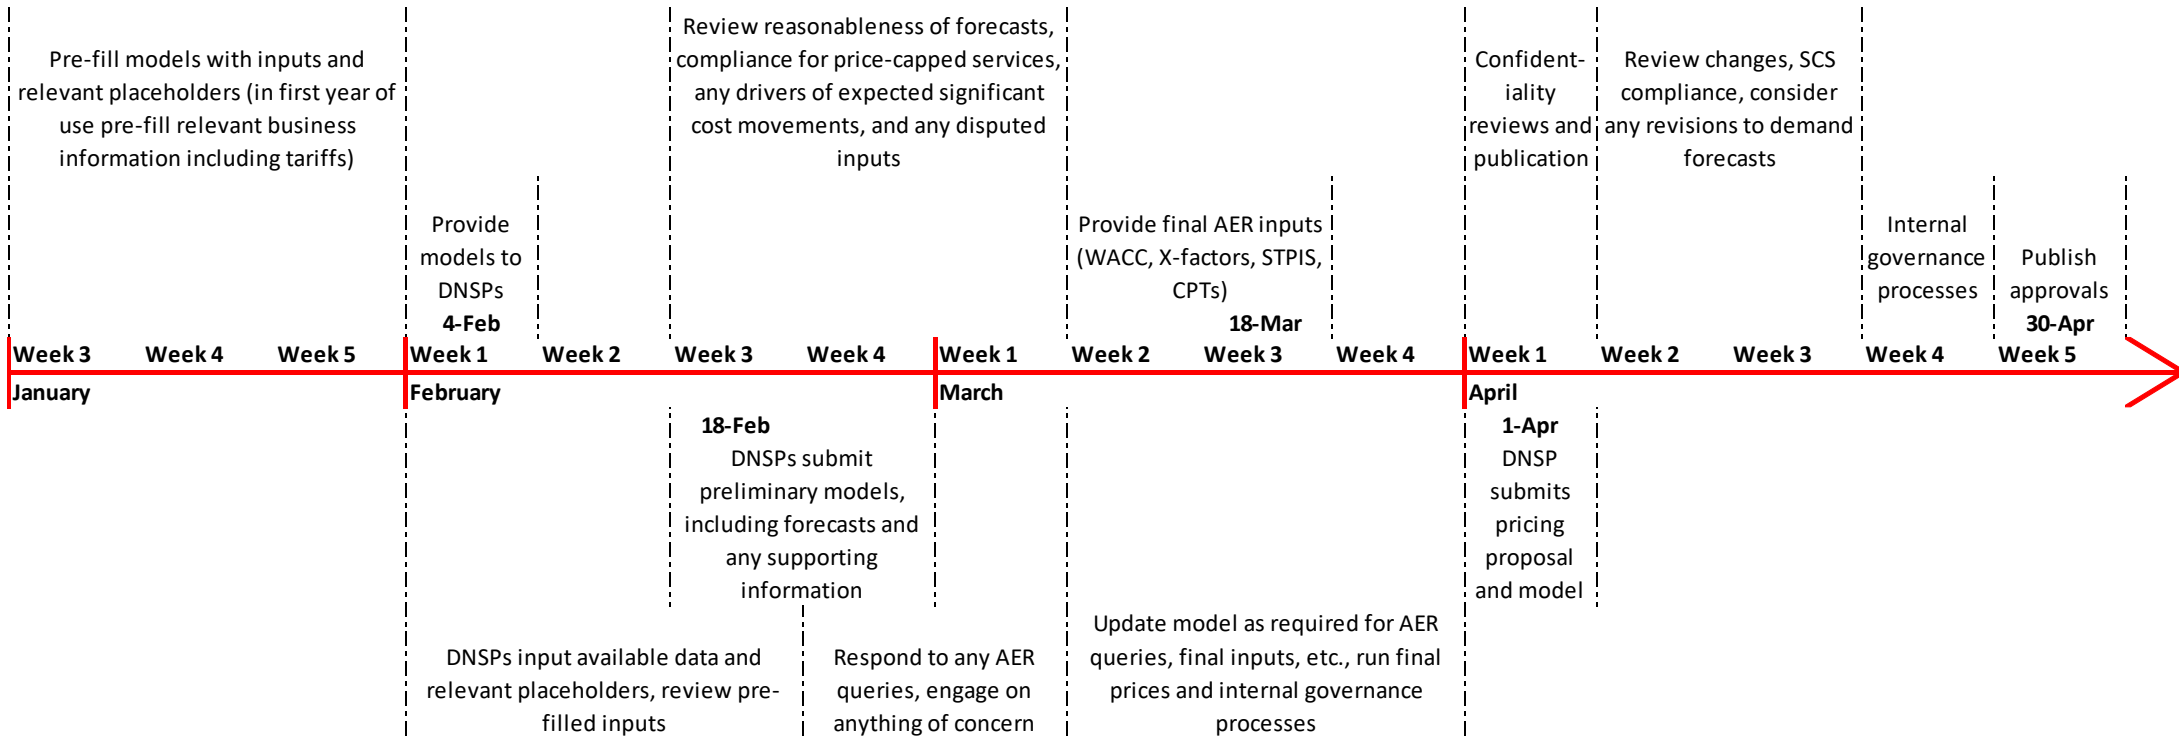 Pre-fill models with inputs and
relevant placeholders (in first year of
use pre-fill relevant business
information including tariffs)
Provide
models to
DNSPs
4-Feb
Review reasonableness of forecasts,
compliance for price-capped services,
any drivers of expected significant
cost movements, and any disputed
inputs
Provide final AER inputs
(WACC, X-factors, STPIS,
CPTs)
18-Mar
Confident-
iality
reviews and
publication
Review changes, SCS
compliance, consider
any revisions to demand
forecasts
Internal
governance
processes
Publish
approvals
30-Apr
Week 3 Week 4 Week 5 Week 1 Week 2 Week 3 Week 4 Week 1 Week 2 Week 3 Week 4 Week 1 Week 2 Week 3 Week 4 Week 5
January February March April
18-Feb
DNSPs submit
preliminary models,
including forecasts and
any supporting
information
1-Apr
DNSP
submits
pricing
proposal
and model
DNSPs input available data and
relevant placeholders, review pre-
filled inputs
Respond to any AER
queries, engage on
anything of concern
Update model as required for AER
queries, final inputs, etc., run final
prices and internal governance
processes